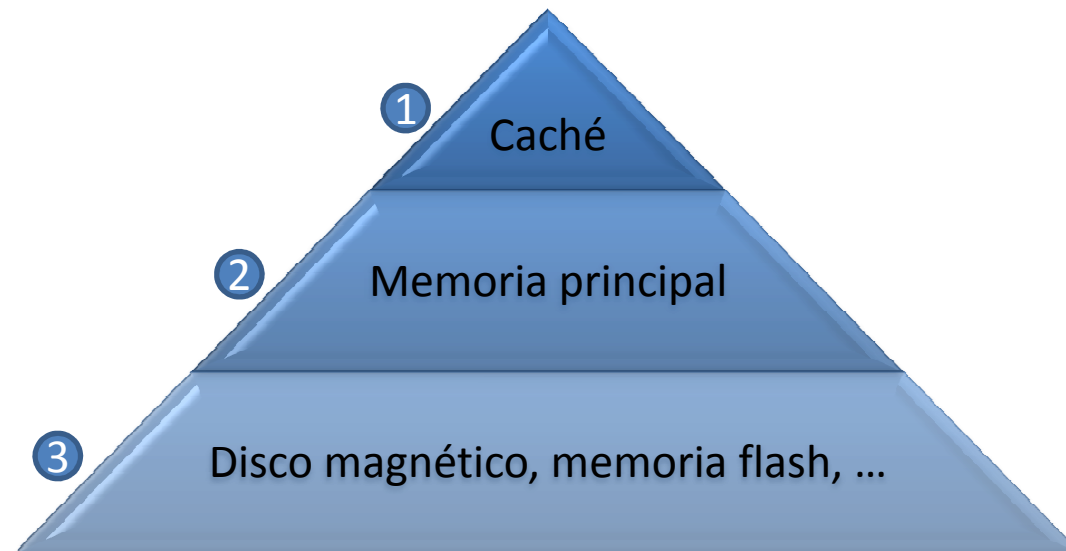 1
Caché
2
Memoria principal
3
Disco magnético, memoria flash, ...